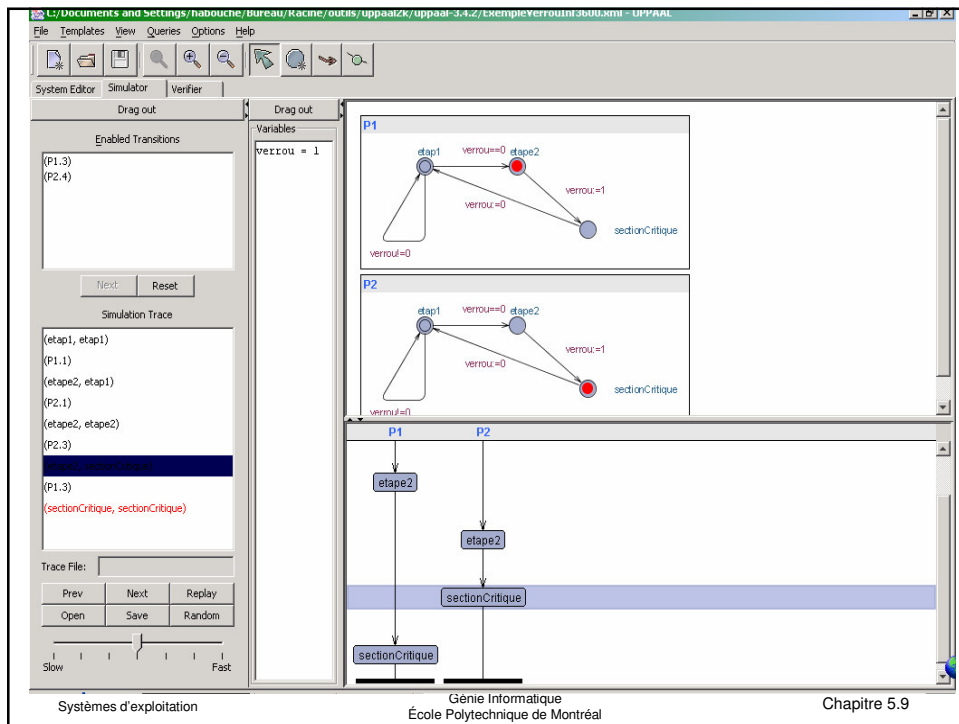 C:/Documents and Settings/habouche/Bureau/Racine/outils/uppaal2k/uppaal-3.4.2/ExempleVerrouInf3600.xml - UPPAAL
File Templates View Queries Options Help
System Editor Simulator Verifier
Drag out
Enabled Transitions
(P1.3)
(P2.4)
Next Reset
Simulation Trace
(etap1, etap1)
(P1.1)
(etape2, etap1)
(P2.1)
(etape2, etape2)
(P2.3)
(etape2, sectionCritique)
(P1.3)
(sectionCritique, sectionCritique)
Trace File:
Prev Next Replay
Open Save Random
Slow Fast
Drag out
Variables
verrou = 1
P1
etap1 verrou==0 etape2
verrou:=1
verrou:=0
sectionCritique
verrou!=0
P2
etap1 verrou==0 etape2
verrou:=1
verrou:=0
sectionCritique
verrou!=0
P1 P2
etape2
etape2
sectionCritique
sectionCritique
Systèmes d'exploitation
Génie Informatique
École Polytechnique de Montréal
Chapitre 5.9